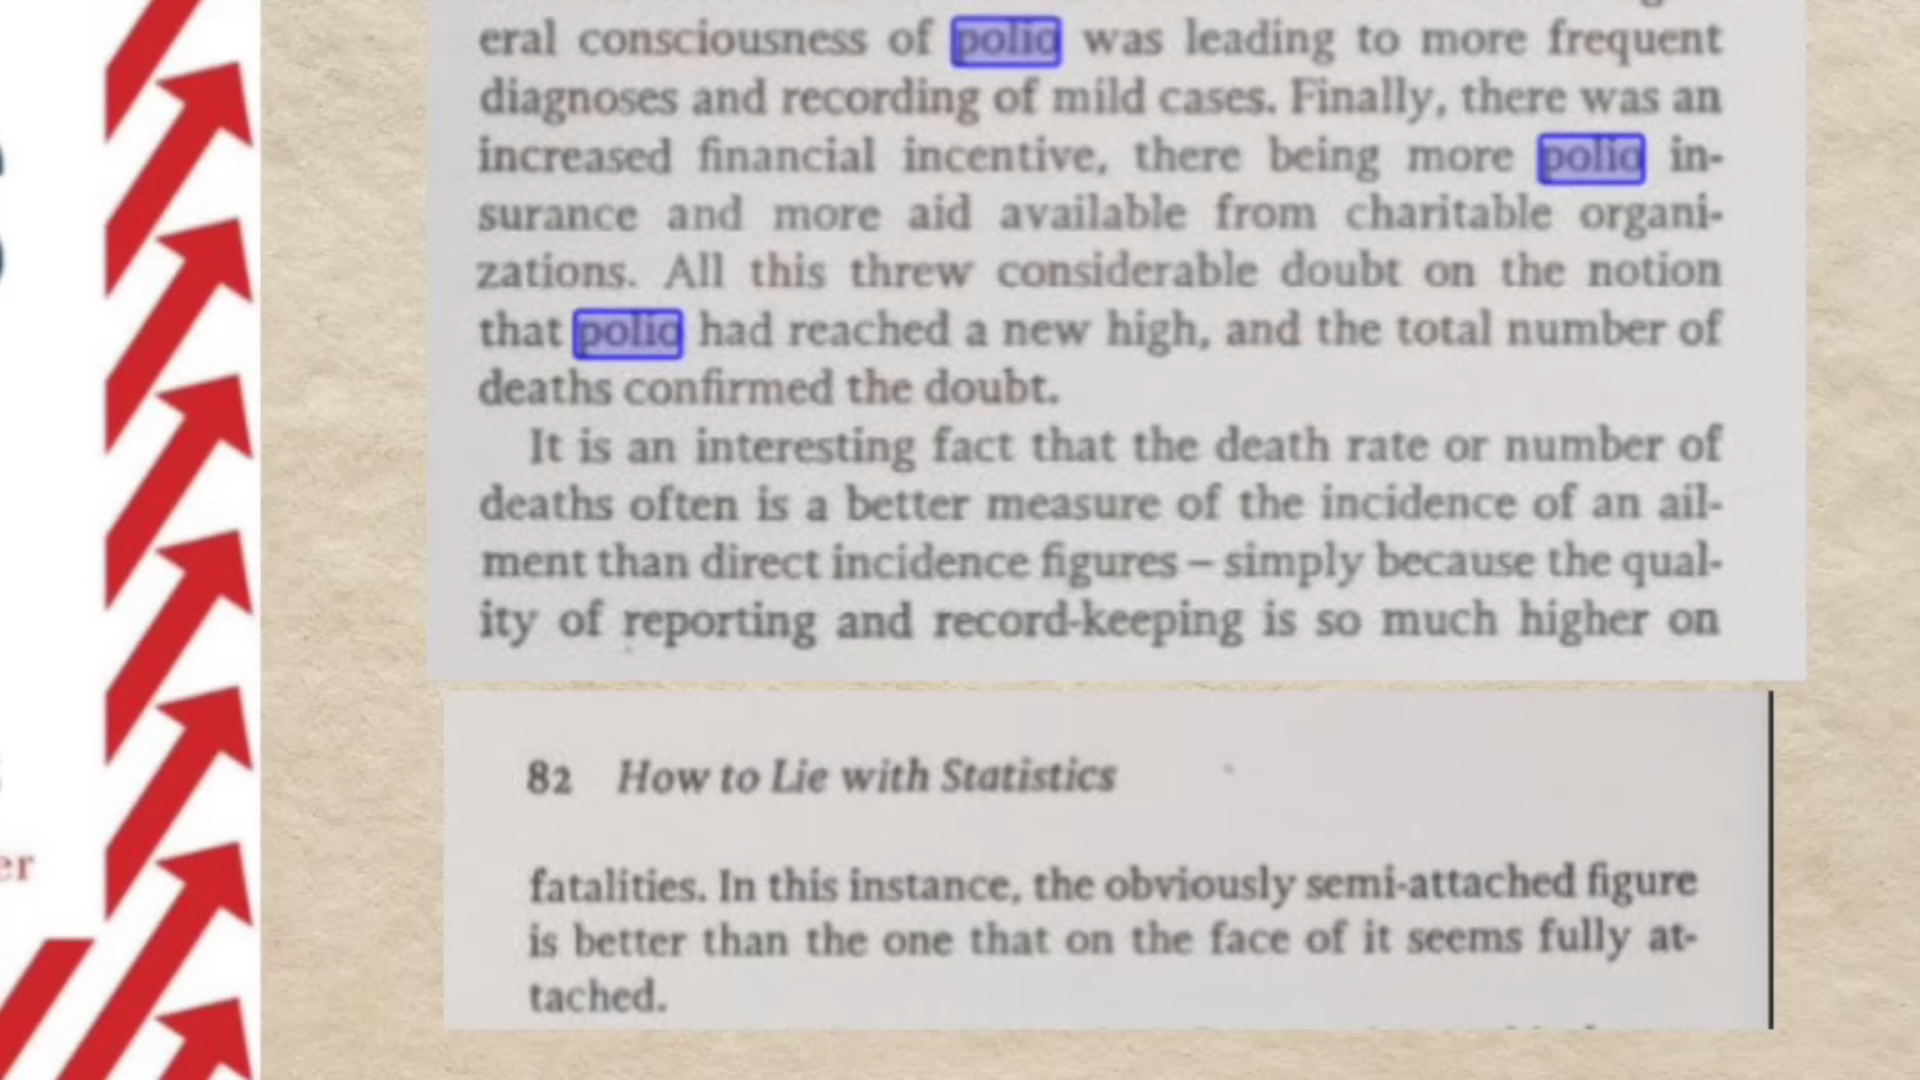 eral consciousness of polio was leading to more frequent
diagnoses and recording of mild cases. Finally, there was an
increased financial incentive, there being more polio in-
surance and more aid available from charitable organi-
zations. All this threw considerable doubt on the notion
that polio had reached a new high, and the total number of
deaths confirmed the doubt.
It is an interesting fact that the death rate or number of
deaths often is a better measure of the incidence of an ail-
ment than direct incidence figures – simply because the qual-
ity of reporting and record-keeping is so much higher on
82 How to Lie with Statistics
fatalities. In this instance, the obviously semi-attached figure
is better than the one that on the face of it seems fully at-
tached.
er